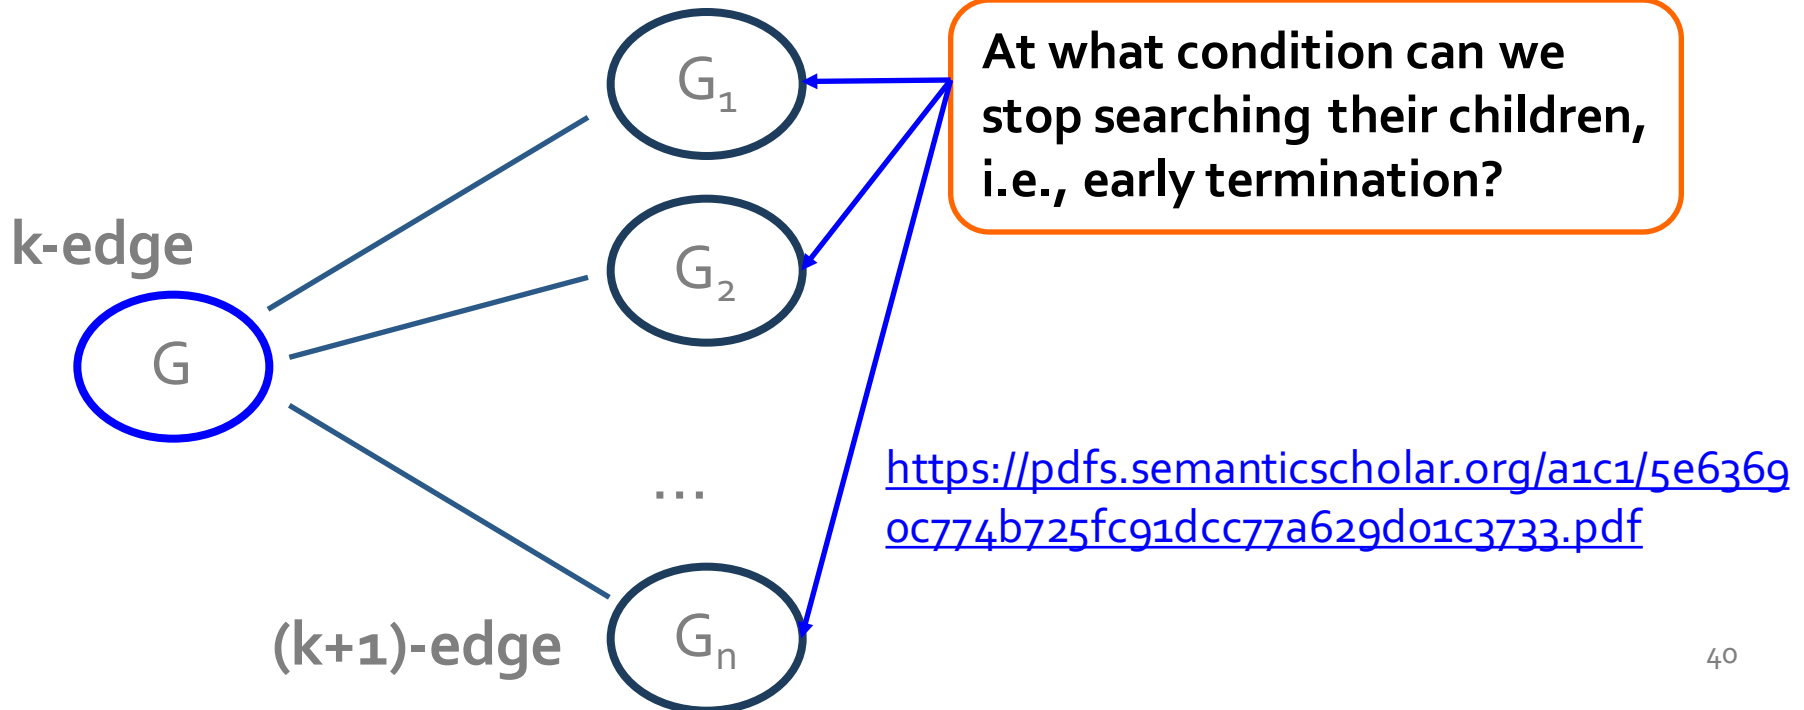 G₁
At what condition can we
stop searching their children,
i.e., early termination?
k-edge
G₂
G
...
https://pdfs.semanticscholar.org/a1c1/5e6369
0c774b725fc91dcc77a629d01c3733.pdf
(k+1)-edge
Gₙ
40